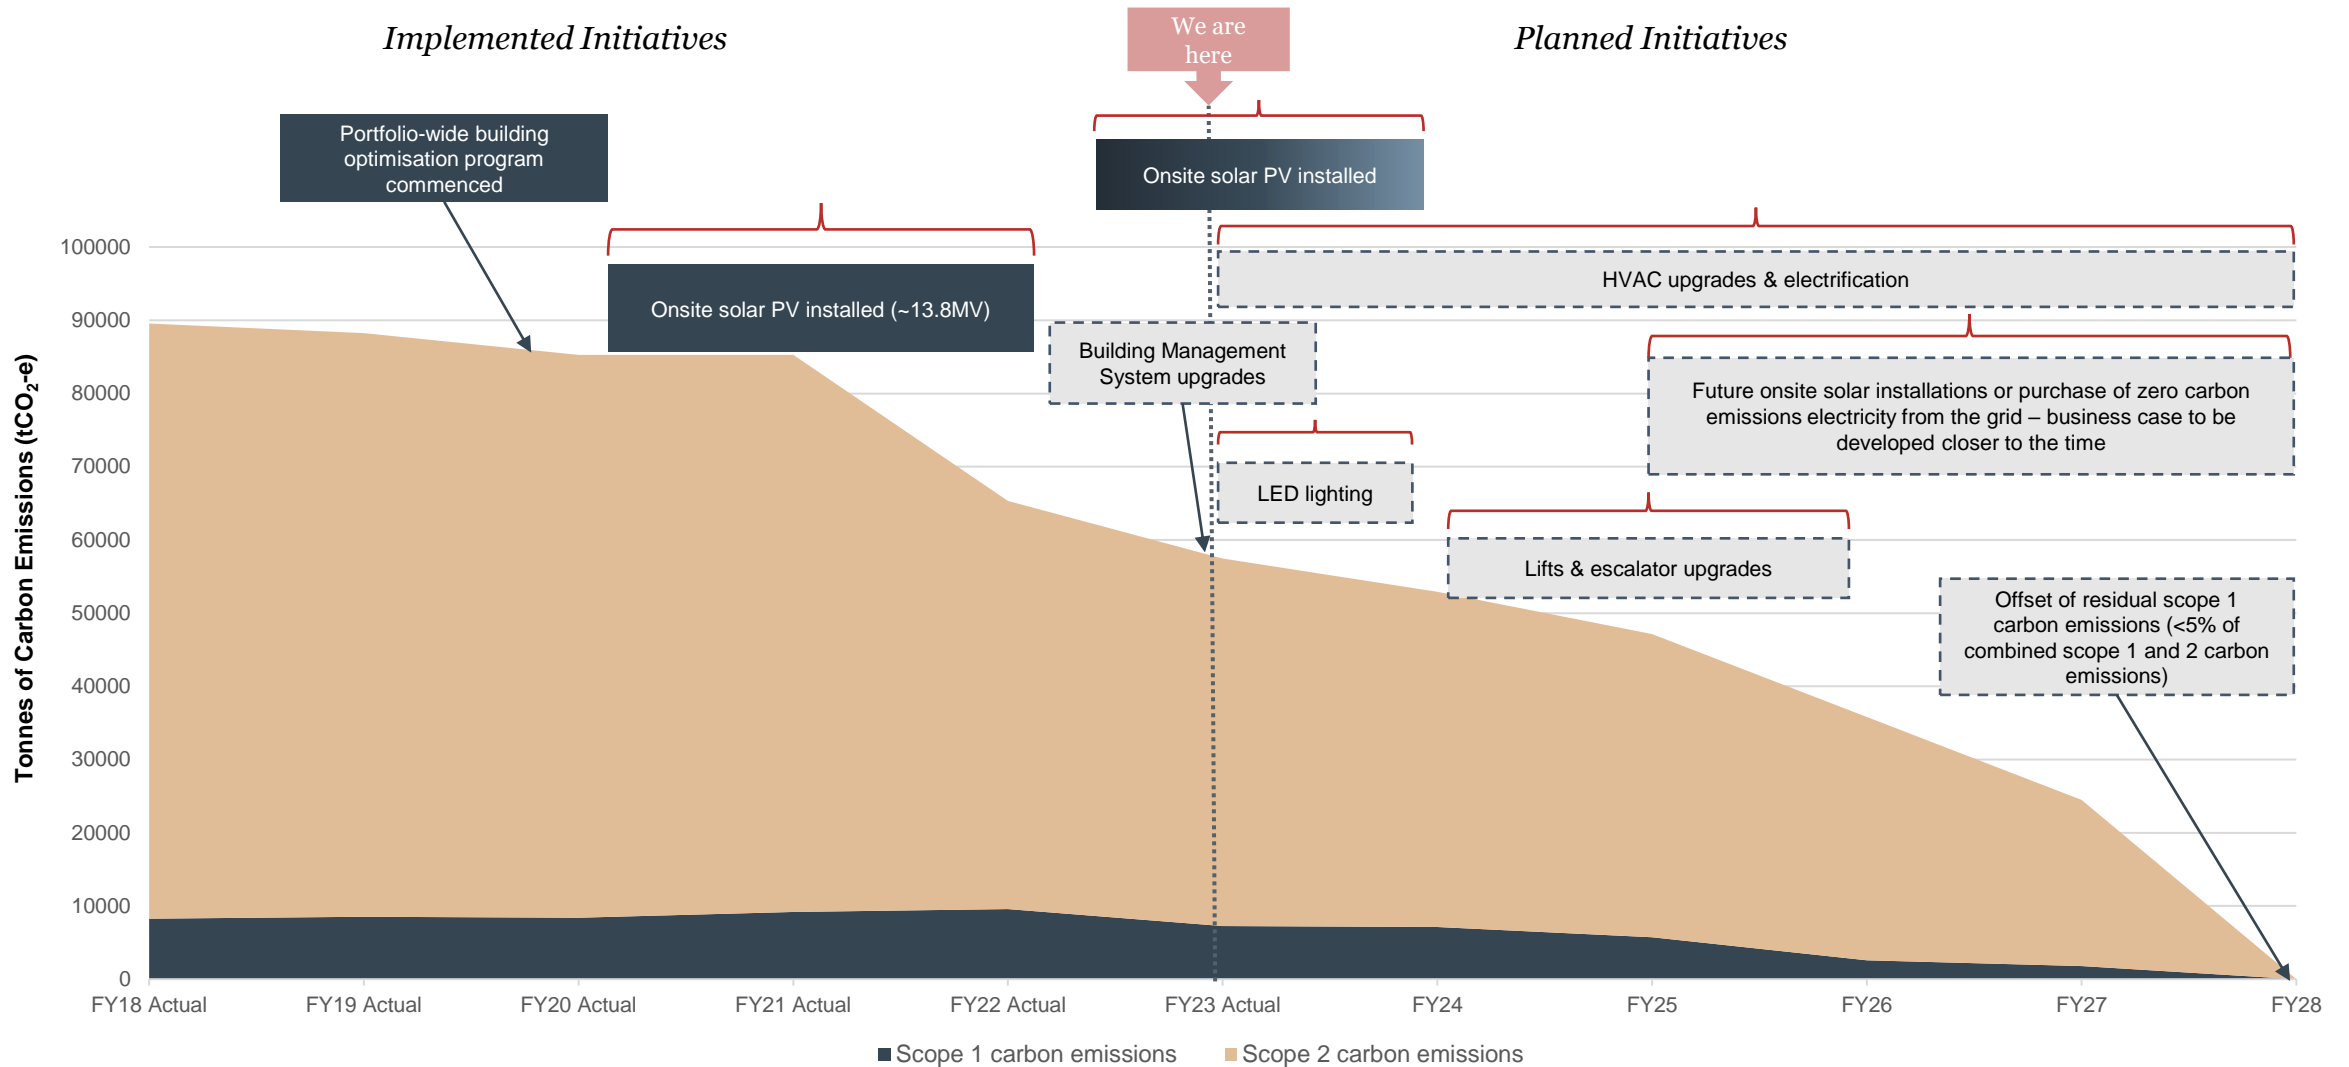 Implemented Initiatives
We are
here
Planned Initiatives
Portfolio-wide building
optimisation program
commenced
Onsite solar PV installed
Onsite solar PV installed (~13.8MV)
HVAC upgrades & electrification
Building Management
System upgrades
Future onsite solar installations or purchase of zero carbon
emissions electricity from the grid – business case to be
developed closer to the time
LED lighting
Lifts & escalator upgrades
Offset of residual scope 1
carbon emissions (<5% of
combined scope 1 and 2 carbon
emissions)
Tonnes of Carbon Emissions (tCO₂-e)
100000
90000
80000
70000
60000
50000
40000
30000
20000
10000
0
FY18 Actual
FY19 Actual
FY20 Actual
FY21 Actual
FY22 Actual
FY23 Actual
FY24
FY25
FY26
FY27
FY28
Scope 1 carbon emissions
Scope 2 carbon emissions